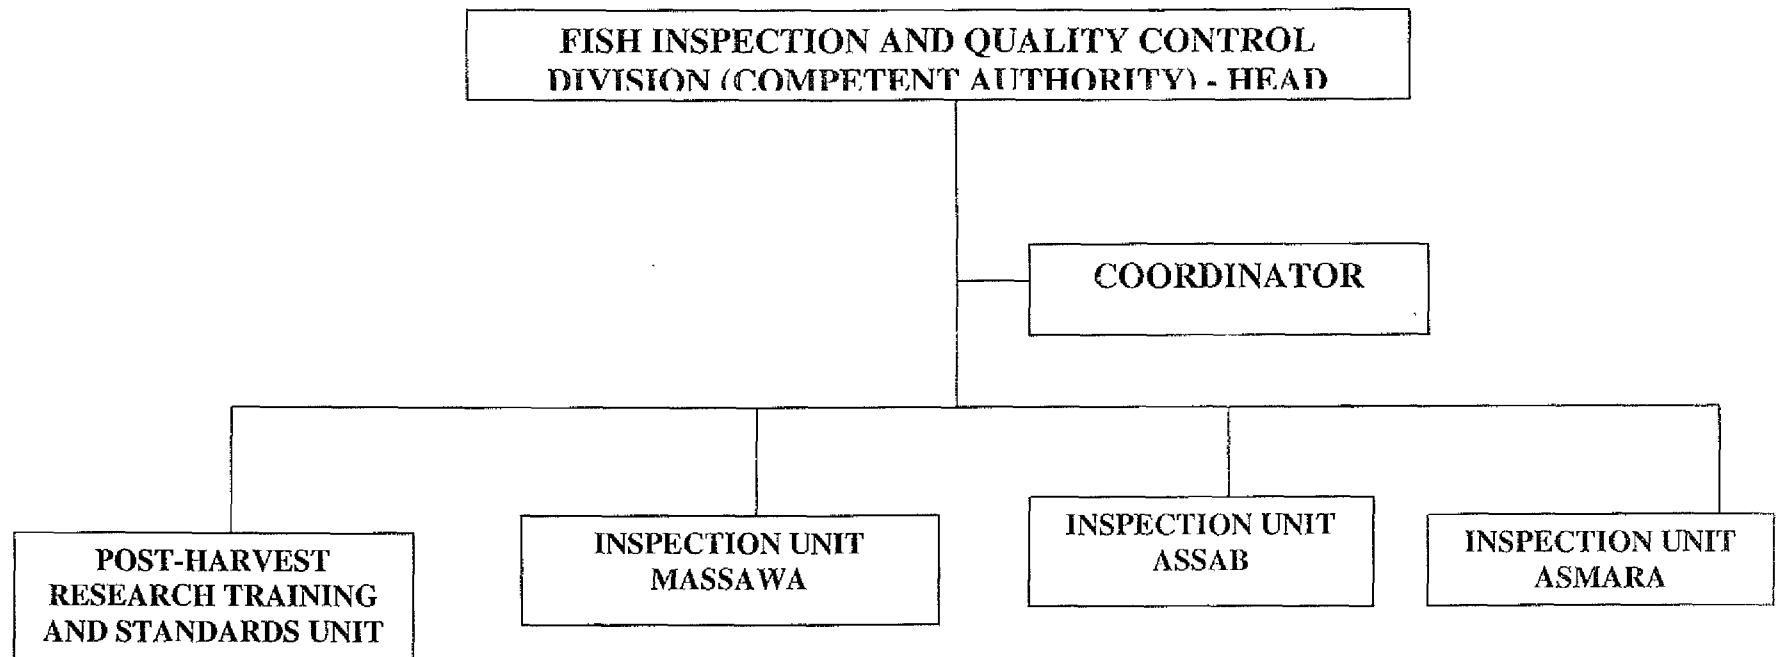 FISH INSPECTION AND QUALITY CONTROL
DIVISION (COMPETENT AUTHORITY) - HEAD
COORDINATOR
POST-HARVEST
RESEARCH TRAINING
AND STANDARDS UNIT
INSPECTION UNIT
MASSAWA
INSPECTION UNIT
ASSAB
INSPECTION UNIT
ASMARA